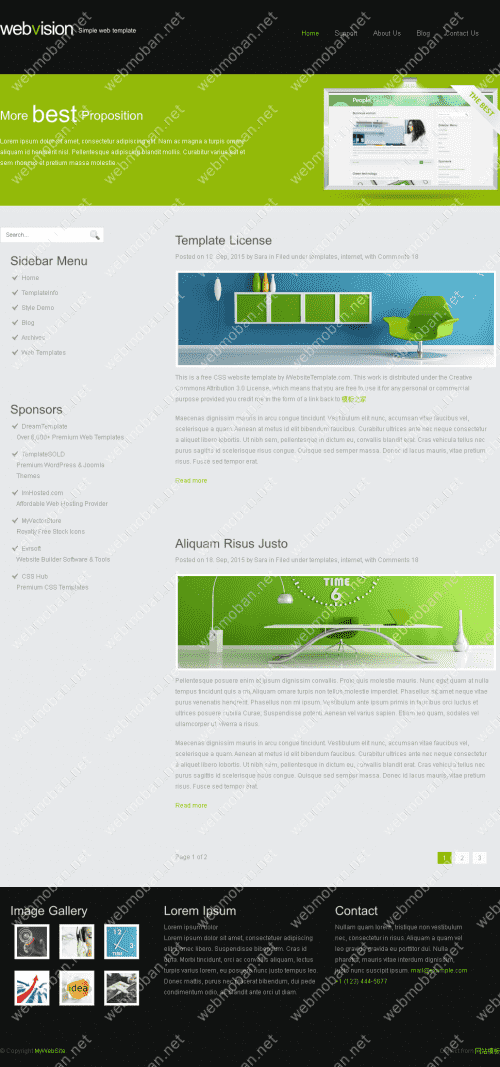 webvision Simple web template
Home Support About Us Blog Contact Us
More best Proposition
Lorem ipsum dolor sit amet, consectetur adipiscing elit. Nam ac magna a turpis ornare
aliquam id hendrerit nisl. Pellentesque adipiscing blandit mollis. Curabitur varius dui et
sem rhoncus et pretium massa molestie.
People
THE BEST
Search...
Sidebar Menu
Home
TemplateInfo
Style Demo
Blog
Archives
Web Templates
Sponsors
DreamTemplate
Over 6,000+ Premium Web Templates
TemplateSOLD
Premium WordPress & Joomla
Themes
ImHosted.com
Affordable Web Hosting Provider
MyVectorStore
Royalty Free Stock Icons
Evrsoft
Website Builder Software & Tools
CSS Hub
Premium CSS Templates
Template License
Sep, 2015 by Sara in Filed under templates, internet, with Comments 18
This is a free CSS website template by iWebsiteTemplate.com. This work is distributed under the Creative
Commons Attribution 3.0 License, which means that you are free to use it for any personal or commercial
purpose provided you credit me in the form of a link back to 模板之家
Maecenas dignissim mauris in arcu congue tincidunt. Vestibulum elit nunc, accumsan vitae faucibus vel,
scelerisque a quam. Aenean at metus id elit bibendum faucibus. Curabitur ultrices ante nec neque consectetur
a aliquet libero lobortis. Ut nibh sem, pellentesque in dictum eu, convallis blandit erat. Cras vehicula tellus nec
purus sagittis id scelerisque risus congue. Quisque sed semper massa. Donec id lacus mauris, vitae pretium
risus. Fusce sed tempor erat.
Read more
Aliquam Risus Justo
Sep, 2015 by Sara in Filed under templates, internet, with Comments 18
TIME
6
Pellentesque posuere enim at ipsum dignissim convallis. Proin quis molestie mauris. Nunc eget quam at nulla
tempus tincidunt quis a mi. Aliquam ornare turpis non tellus molestie imperdiet. Phasellus sit amet neque vitae
purus venenatis hendrerit. Phasellus non mi ipsum. Vestibulum ante ipsum primis in faucibus orci luctus et
ultrices posuere cubilia Curae; Suspendisse potenti. Aenean vel varius sapien. Etiam leo quam, sodales vel
ullamcorper ut, viverra a risus.
Maecenas dignissim mauris in arcu congue tincidunt. Vestibulum elit nunc, accumsan vitae faucibus vel,
scelerisque a quam. Aenean at metus id elit bibendum faucibus. Curabitur ultrices ante nec neque consectetur
a aliquet libero lobortis. Ut nibh sem, pellentesque in dictum eu, convallis blandit erat. Cras vehicula tellus nec
purus sagittis id scelerisque risus congue. Quisque sed semper massa. Donec id lacus mauris, vitae pretium
risus. Fusce sed tempor erat.
Read more
Page 1 of 2
1 2 3
Image Gallery
12
TIME
idea
Lorem Ipsum
Lorem ipsum dolor
Lorem ipsum dolor sit amet, consectetuer adipiscing
elit. Donec libero. Suspendisse bibendum. Cras id
urna. Morbi tincidunt, orci ac convallis aliquam, lectus
turpis varius lorem, eu posuere nunc justo tempus leo.
Donec mattis, purus nec placerat bibendum, dui pede
condimentum odio, ac blandit ante orci ut diam.
Contact
Nullam quam lorem, tristique non vestibulum
nec, consectetur in risus. Aliquam a quam vel
leo gravida gravida eu porttitor dui. Nulla
pharetra, mauris vitae interdum dignissim,
justo nunc suscipit ipsum. mail@example.com
+1 (123) 444-5677
© Copyright MyWebSite
from 网站模板
webmoban.net